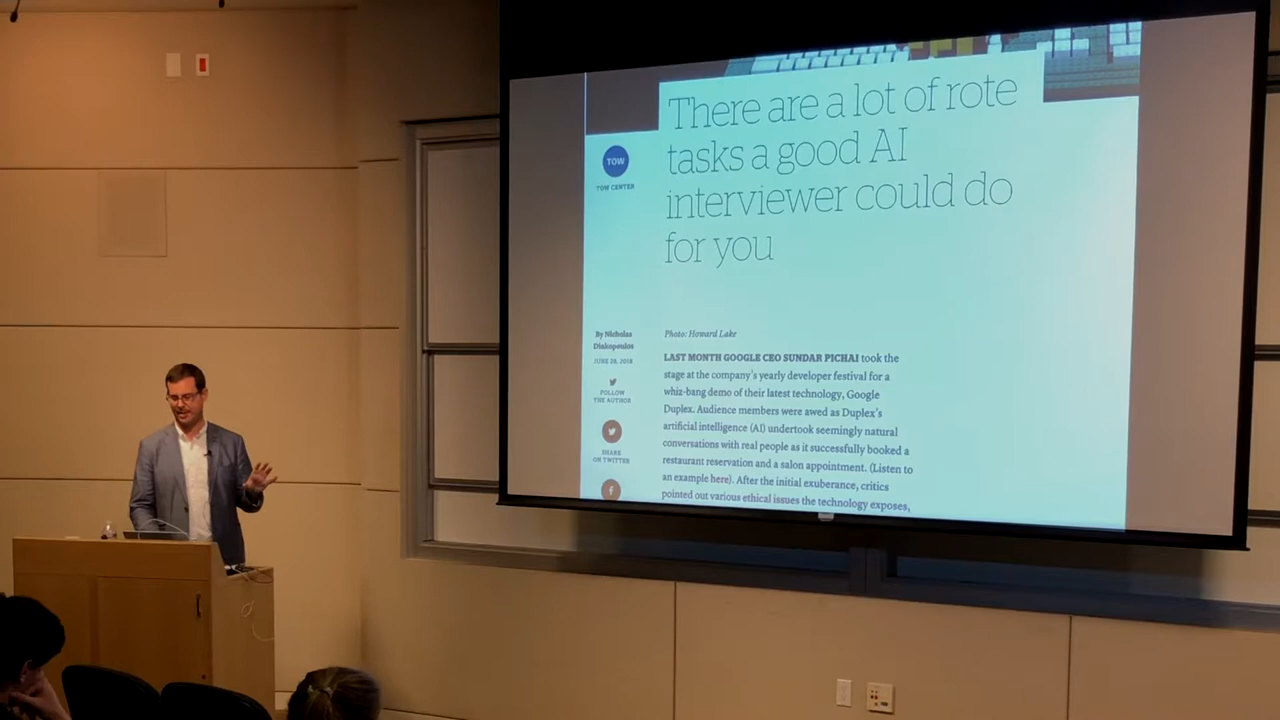 There are a lot of rote
tasks a good AI
interviewer could do
for you
TOW
TOW CENTER
By Nicholas
Diakopoulos
JUNE 28, 2018
FOLLOW
THE AUTHOR
SHARE
ON TWITTER
Photo: Howard Lake
LAST MONTH GOOGLE CEO SUNDAR PICHAI took the
stage at the company's yearly developer festival for a
whiz-bang demo of their latest technology, Google
Duplex. Audience members were awed as Duplex's
artificial intelligence (AI) undertook seemingly natural
conversations with real people as it successfully booked a
restaurant reservation and a salon appointment. (Listen to
an example here). After the initial exuberance, critics
pointed out various ethical issues the technology exposes,